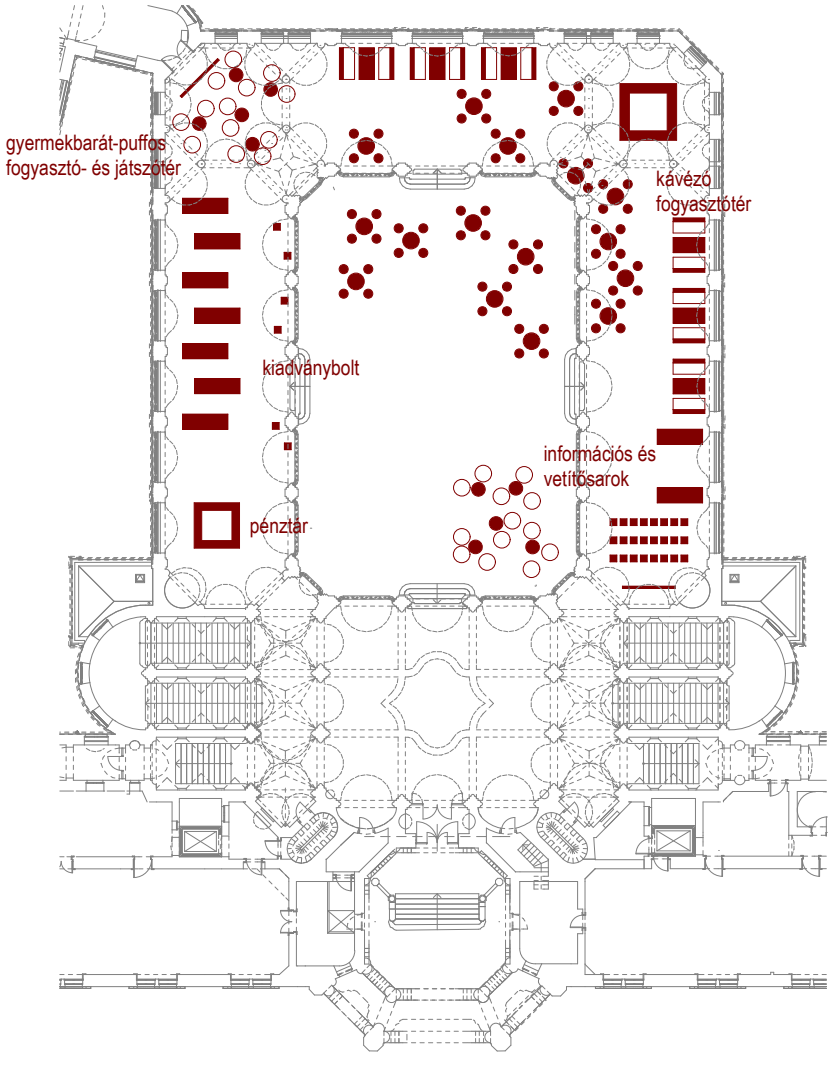 gyermekbarát-puffos
fogyasztó- és játszótér
kávézó
fogyasztótér
kiadványbolt
információs és
vetítősarok
pénztár